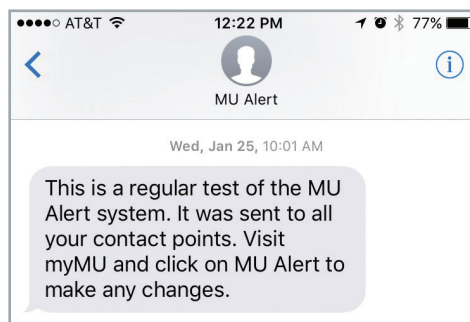 AT&T 12:22 PM 77%
MU Alert
Wed, Jan 25, 10:01 AM
This is a regular test of the MU
Alert system. It was sent to all
your contact points. Visit
myMU and click on MU Alert to
make any changes.